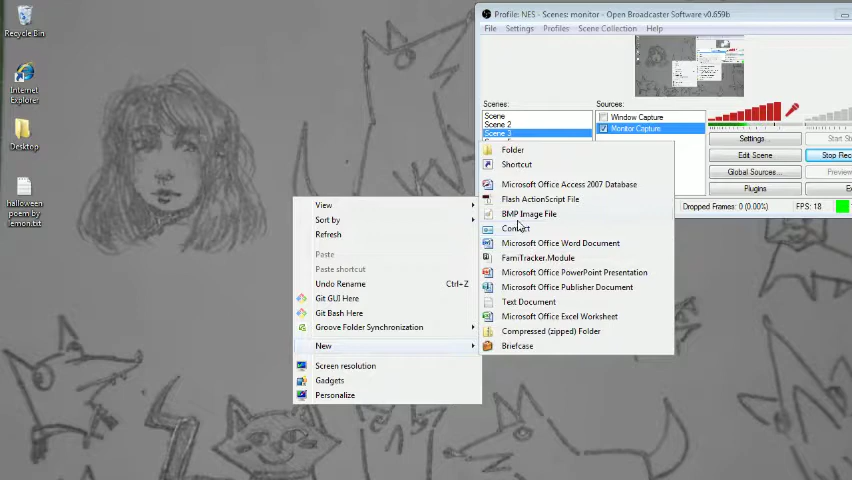 Recycle Bin
Internet
Explorer
Desktop
halloween
poem by
lemon.txt
Profile: NES - Scenes: monitor - Open Broadcaster Software v0.659b
File Settings Profiles Scene Collection Help
Scenes:
Scene
Scene 2
Scene 3
Sources:
Window Capture
Monitor Capture
Settings...
Edit Scene
Stop Rec
Global Sources...
Plugins
Dropped Frames: 0 (0.00%)
FPS: 18
View
Sort by
Refresh
Paste
Paste shortcut
Undo Rename Ctrl+Z
Git GUI Here
Git Bash Here
Groove Folder Synchronization
New
Screen resolution
Gadgets
Personalize
Folder
Shortcut
Microsoft Office Access 2007 Database
Flash ActionScript File
BMP Image File
Contact
Microsoft Office Word Document
FamiTracker.Module
Microsoft Office PowerPoint Presentation
Microsoft Office Publisher Document
Text Document
Microsoft Office Excel Worksheet
Compressed (zipped) Folder
Briefcase